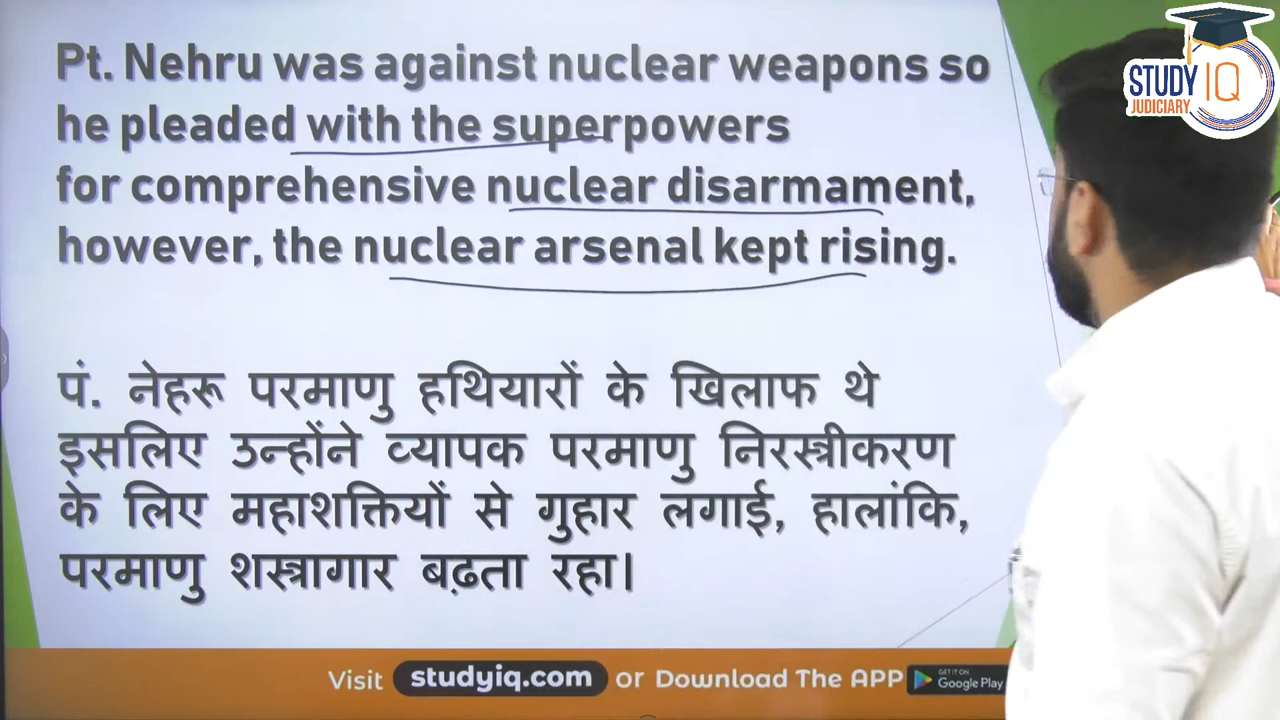 Pt. Nehru was against nuclear weapons so
he pleaded with the superpowers
for comprehensive nuclear disarmament,
however, the nuclear arsenal kept rising.
पं. नेहरू परमाणु हथियारों के खिलाफ थे
इसलिए उन्होंने व्यापक परमाणु निरस्त्रीकरण
के लिए महाशक्तियों से गुहार लगाई, हालांकि,
परमाणु शस्त्रागार बढ़ता रहा।
STUDY IQ
JUDICIARY
Visit studyiq.com or Download The APP
GET IT ON
Google Play